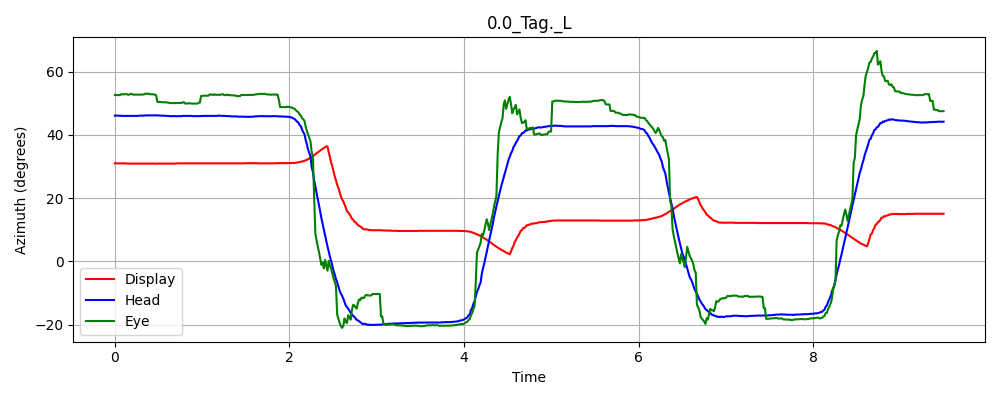 0.0_Tag._L
Azimuth (degrees)
60
40
20
0
−20
Display
Head
Eye
0 2 4 6 8
Time